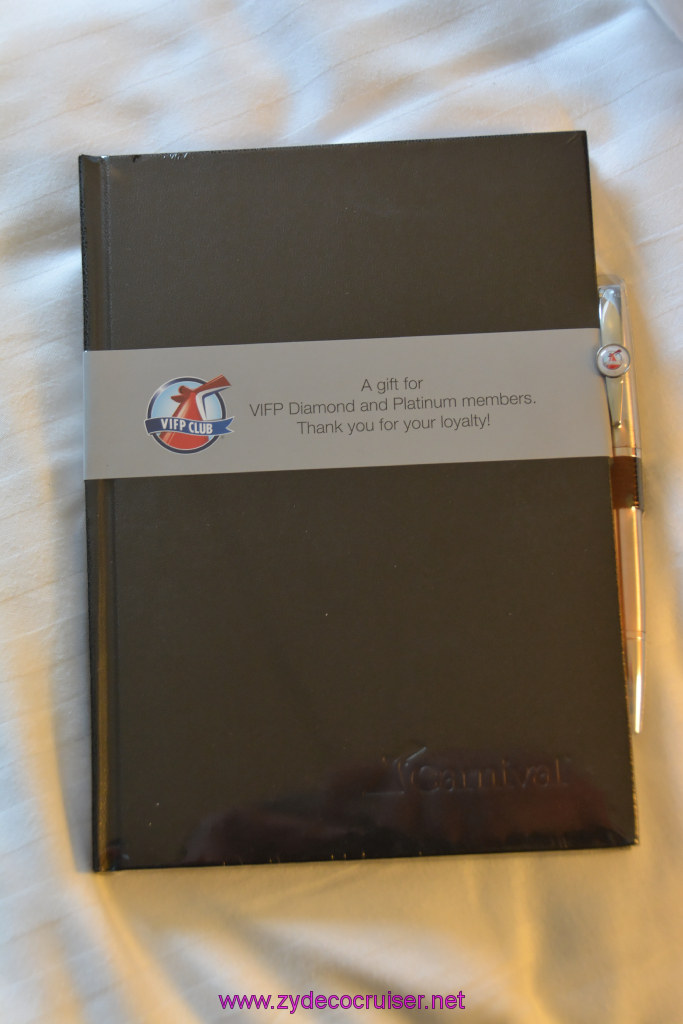 VIFP CLUB
A gift for
VIFP Diamond and Platinum members.
Thank you for your loyalty!
Carnival
www.zydecocruiser.net